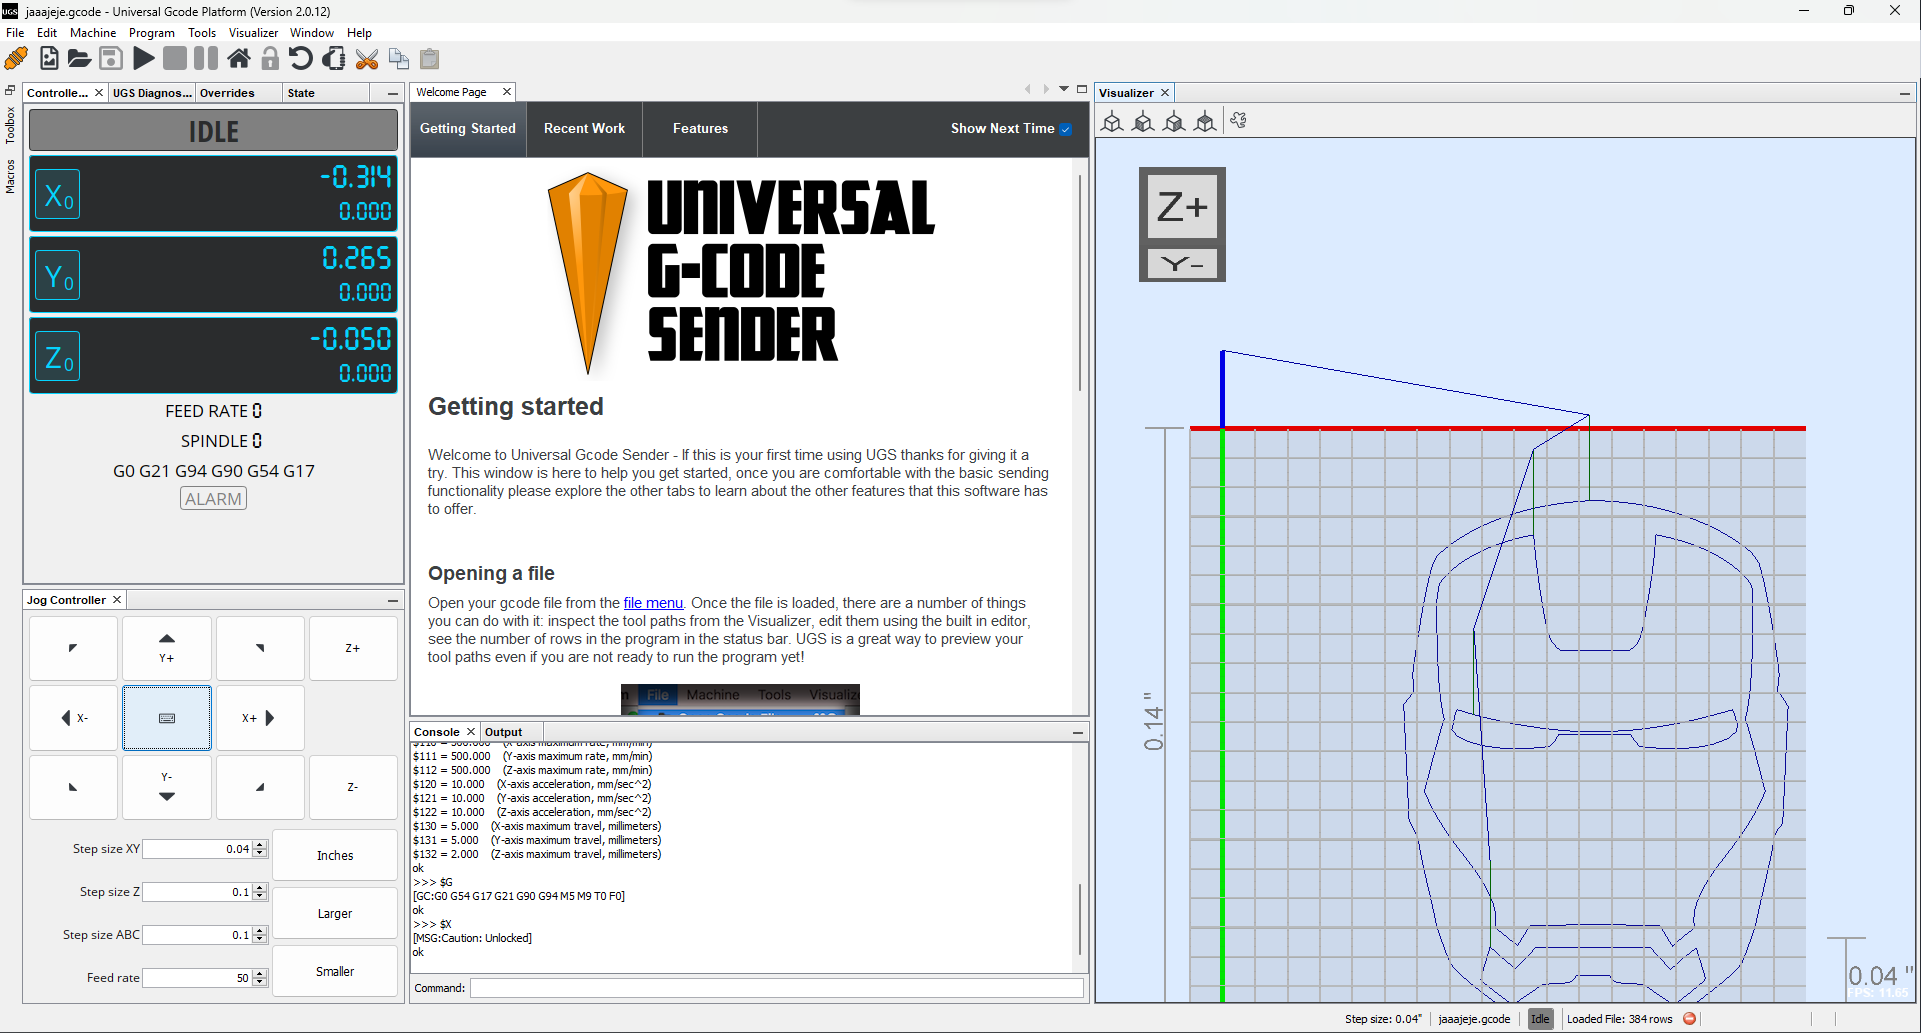 UGS jaaajeje.gcode - Universal Gcode Platform (Version 2.0.12)
File Edit Machine Program Tools Visualizer Window Help
Toolbox
Macros
Controlle... UGS Diagnos... Overrides State
IDLE
X0 -0.314
0.000
Y0 0.265
0.000
Z0 -0.050
0.000
FEED RATE 0
SPINDLE 0
G0 G21 G94 G90 G54 G17
ALARM
Jog Controller
Y+
Z+
X-
X+
Y-
Z-
Step size XY 0.04
Step size Z 0.1
Step size ABC 0.1
Feed rate 50
Inches
Larger
Smaller
Welcome Page
Getting Started Recent Work Features Show Next Time
UNIVERSAL
G-CODE
SENDER
Getting started
Welcome to Universal Gcode Sender - If this is your first time using UGS thanks for giving it a
try. This window is here to help you get started, once you are comfortable with the basic sending
functionality please explore the other tabs to learn about the other features that this software has
to offer.
Opening a file
Open your gcode file from the file menu. Once the file is loaded, there are a number of things
you can do with it: inspect the tool paths from the Visualizer, edit them using the built in editor,
see the number of rows in the program in the status bar. UGS is a great way to preview your
tool paths even if you are not ready to run the program yet!
File Machine Tools Visualiz
Console Output
$110 = 500.000 (X-axis maximum rate, mm/min)
$111 = 500.000 (Y-axis maximum rate, mm/min)
$112 = 500.000 (Z-axis maximum rate, mm/min)
$120 = 10.000 (X-axis acceleration, mm/sec^2)
$121 = 10.000 (Y-axis acceleration, mm/sec^2)
$122 = 10.000 (Z-axis acceleration, mm/sec^2)
$130 = 5.000 (X-axis maximum travel, millimeters)
$131 = 5.000 (Y-axis maximum travel, millimeters)
$132 = 2.000 (Z-axis maximum travel, millimeters)
ok
>>> $G
[GC:G0 G54 G17 G21 G90 G94 M5 M9 T0 F0]
ok
>>> $X
[MSG:Caution: Unlocked]
ok
Command:
Visualizer
Z+
Y-
0.14 "
0.04 "
FPS: 11.65
Step size: 0.04" jaaajeje.gcode Idle Loaded File: 384 rows